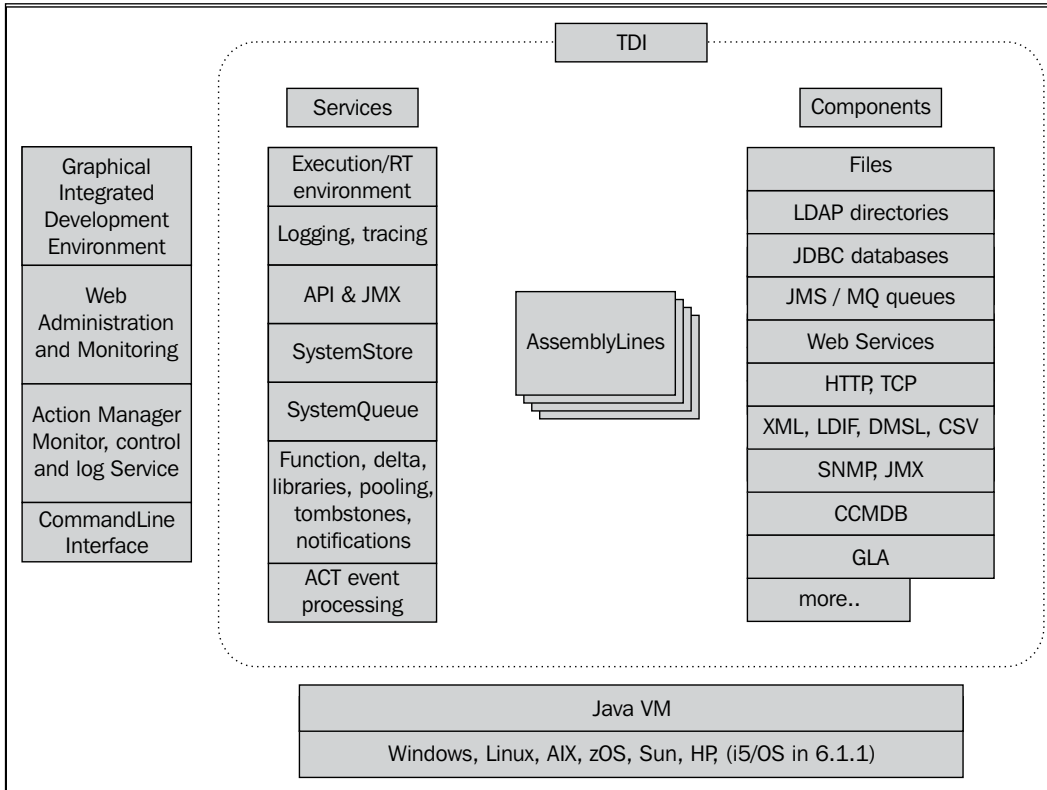 TDI
Services
Components
Graphical
Integrated
Development
Environment
Web
Administration
and Monitoring
Action Manager
Monitor, control
and log Service
CommandLine
Interface
Execution/RT
environment
Logging, tracing
API & JMX
SystemStore
SystemQueue
Function, delta,
libraries, pooling,
tombstones,
notifications
ACT event
processing
AssemblyLines
Files
LDAP directories
JDBC databases
JMS / MQ queues
Web Services
HTTP, TCP
XML, LDIF, DMSL, CSV
SNMP, JMX
CCMDB
GLA
more..
Java VM
Windows, Linux, AIX, zOS, Sun, HP, (i5/OS in 6.1.1)